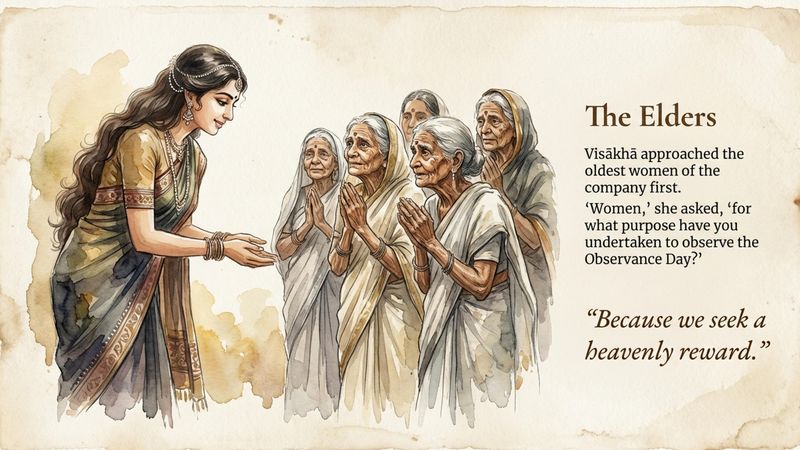 The Elders
Visākhā approached the
oldest women of the
company first.
‘Women,’ she asked, ‘for
what purpose have you
undertaken to observe the
Observance Day?’
“Because we seek a
heavenly reward.”